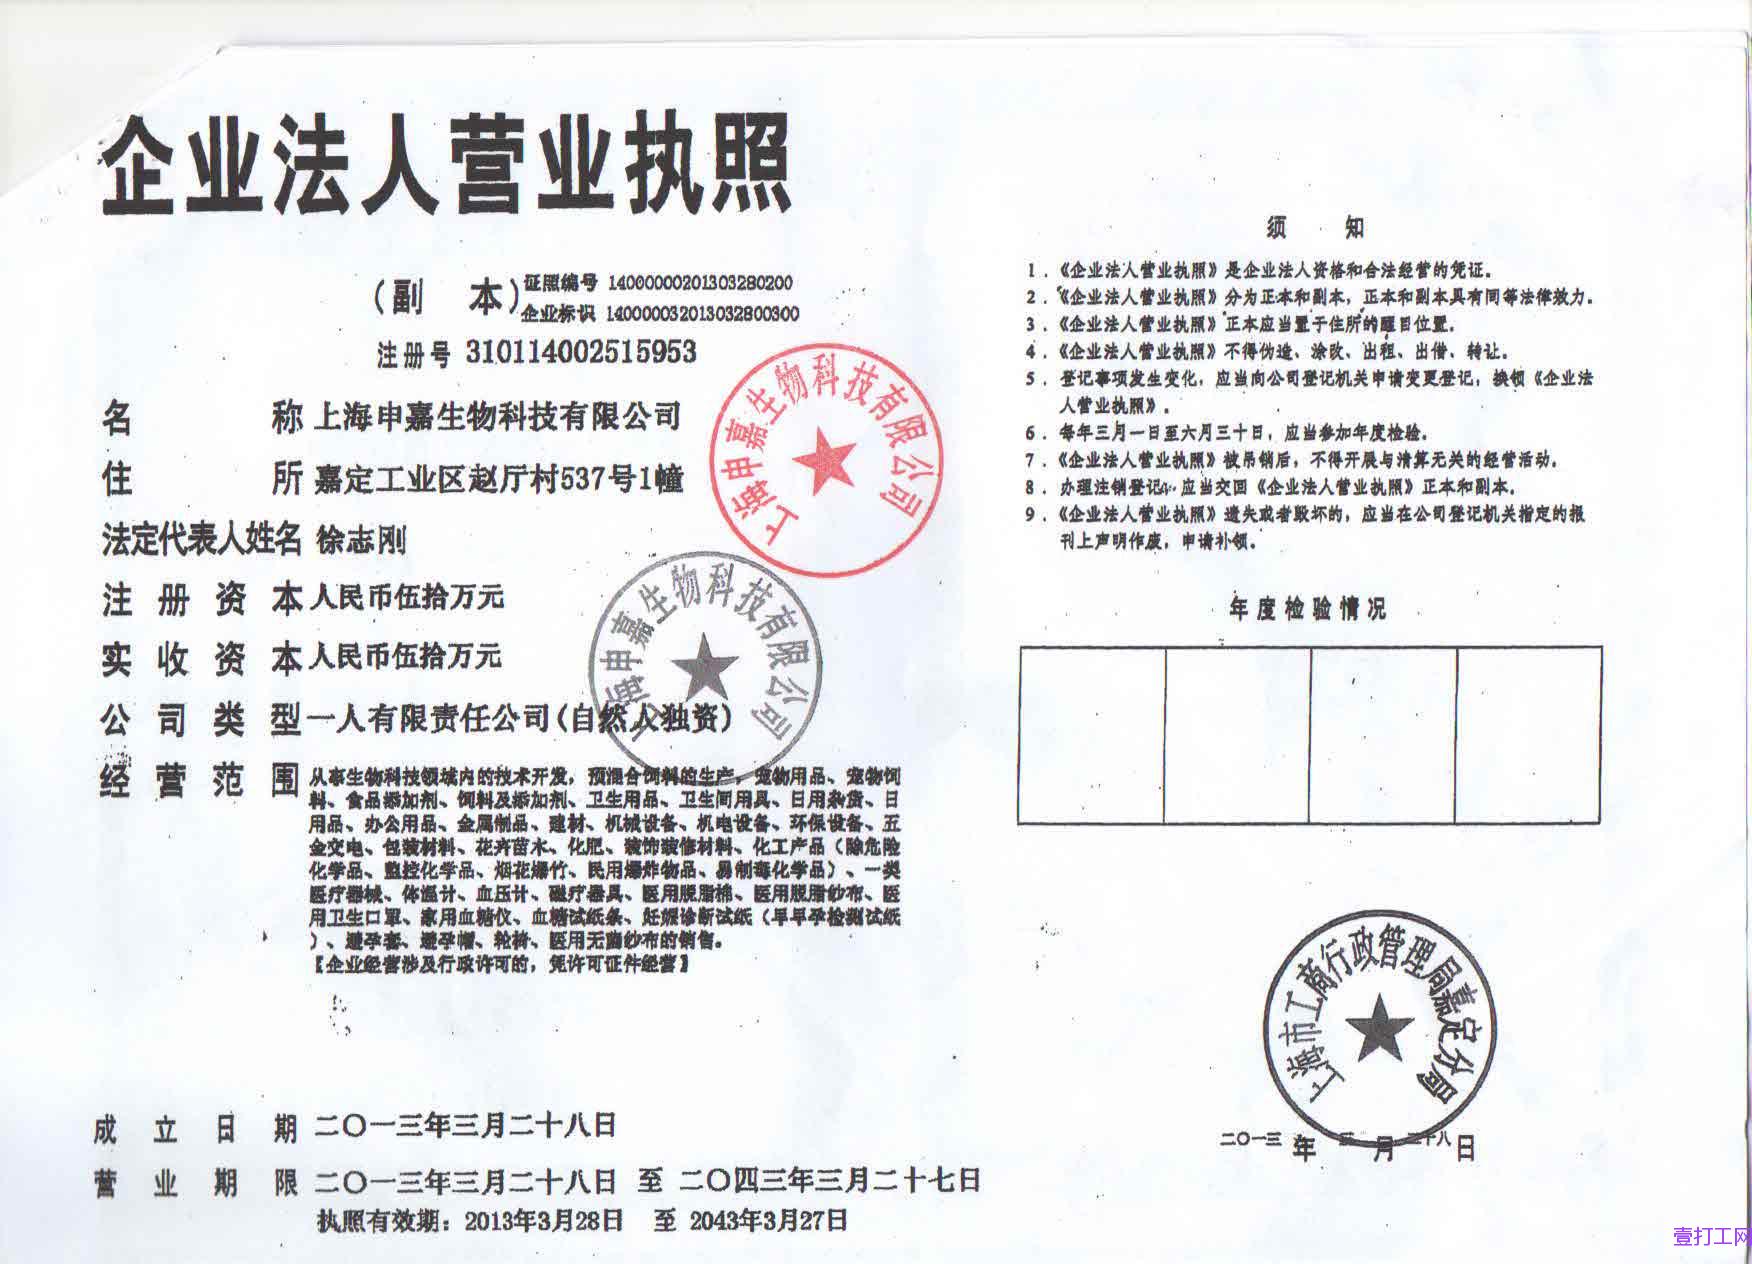 企业法人营业执照
(副 本)
证照编号 14000000201303280200
企业标识 140000032013032800300
注册号 310114002515953
名 称 上海申嘉生物科技有限公司
住 所 嘉定工业区赵厅村537号1幢
法定代表人姓名 徐志刚
注册资本 人民币伍拾万元
实收资本 人民币伍拾万元
公司类型 一人有限责任公司(自然人独资)
经营范围 从事生物科技领域内的技术开发，预混合饲料的生产，宠物用品、宠物饲
料、食品添加剂、饲料及添加剂、卫生用品、卫生间用具、日用杂货、日
用品、办公用品、金属制品、建材、机械设备、机电设备、环保设备、五
金交电、包装材料、花卉苗木、化肥、装饰装修材料、化工产品（除危险
化学品、监控化学品、烟花爆竹、民用爆炸物品、易制毒化学品）、一类
医疗器械、体温计、血压计、磁疗器具、医用脱脂棉、医用脱脂纱布、医
用卫生口罩、家用血糖仪、血糖试纸条、妊娠诊断试纸（早早孕检测试纸
）、避孕套、避孕帽、轮椅、医用无菌纱布的销售。
【企业经营涉及行政许可的，凭许可证件经营】
成立日期 二〇一三年三月二十八日
营业期限 二〇一三年三月二十八日 至 二〇四三年三月二十七日
执照有效期：2013年3月28日 至 2043年3月27日
上海申嘉生物科技有限公司
上海申嘉生物科技有限公司
须 知
1．《企业法人营业执照》是企业法人资格和合法经营的凭证。
2．《企业法人营业执照》分为正本和副本，正本和副本具有同等法律效力。
3．《企业法人营业执照》正本应当置于住所的醒目位置。
4．《企业法人营业执照》不得伪造、涂改、出租、出借、转让。
5．登记事项发生变化，应当向公司登记机关申请变更登记，换领《企业法
人营业执照》。
6．每年三月一日至六月三十日，应当参加年度检验。
7．《企业法人营业执照》被吊销后，不得开展与清算无关的经营活动。
8．办理注销登记，应当交回《企业法人营业执照》正本和副本。
9．《企业法人营业执照》遗失或者毁坏的，应当在公司登记机关指定的报
刊上声明作废，申请补领。
年度检验情况
上海市工商行政管理局嘉定分局
二〇一三 年 三 月 二十八 日
壹打工网